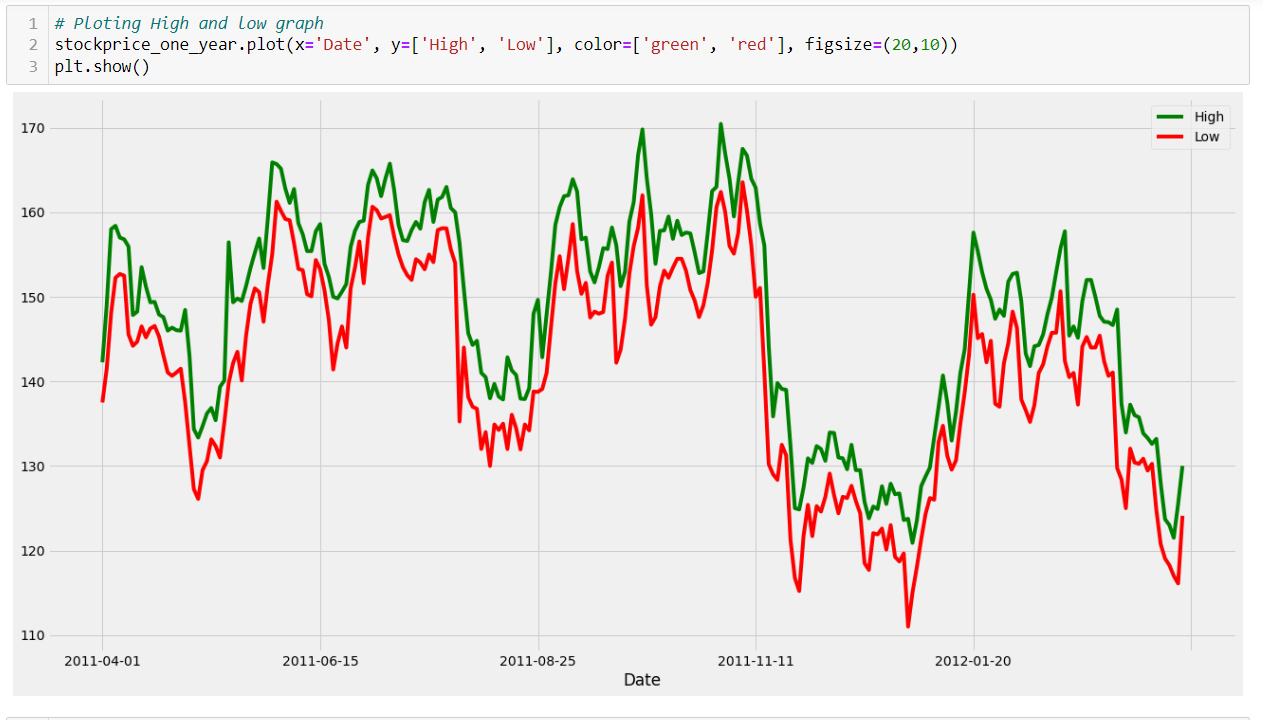 1 # Ploting High and low graph
2 stockprice_one_year.plot(x='Date', y=['High', 'Low'], color=['green', 'red'], figsize=(20,10))
3 plt.show()
High
Low
170
160
150
140
130
120
110
2011-04-01 2011-06-15 2011-08-25 2011-11-11 2012-01-20
Date